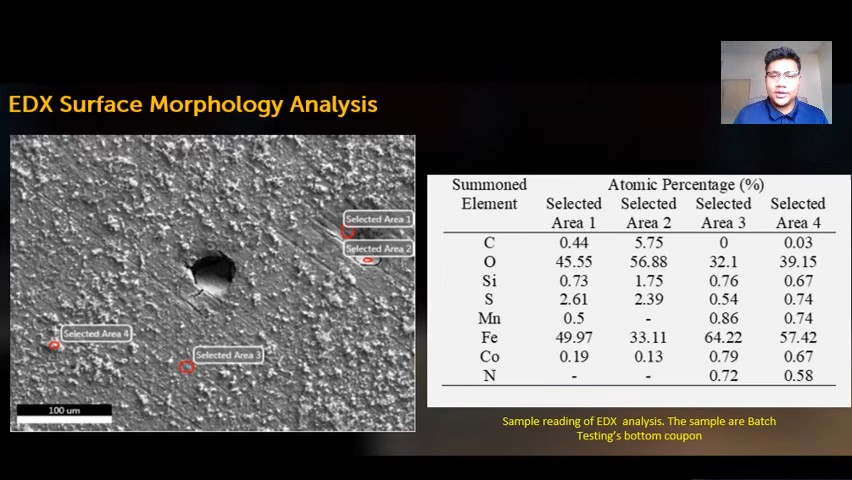 EDX Surface Morphology Analysis
Selected Area 1
Selected Area 2
Selected Area 4
Selected Area 3
100 um
Summoned Element Atomic Percentage (%)
Selected Area 1 Selected Area 2 Selected Area 3 Selected Area 4
C 0.44 5.75 0 0.03
O 45.55 56.88 32.1 39.15
Si 0.73 1.75 0.76 0.67
S 2.61 2.39 0.54 0.74
Mn 0.5 - 0.86 0.74
Fe 49.97 33.11 64.22 57.42
Co 0.19 0.13 0.79 0.67
N - - 0.72 0.58
Sample reading of EDX analysis. The sample are Batch
Testing's bottom coupon